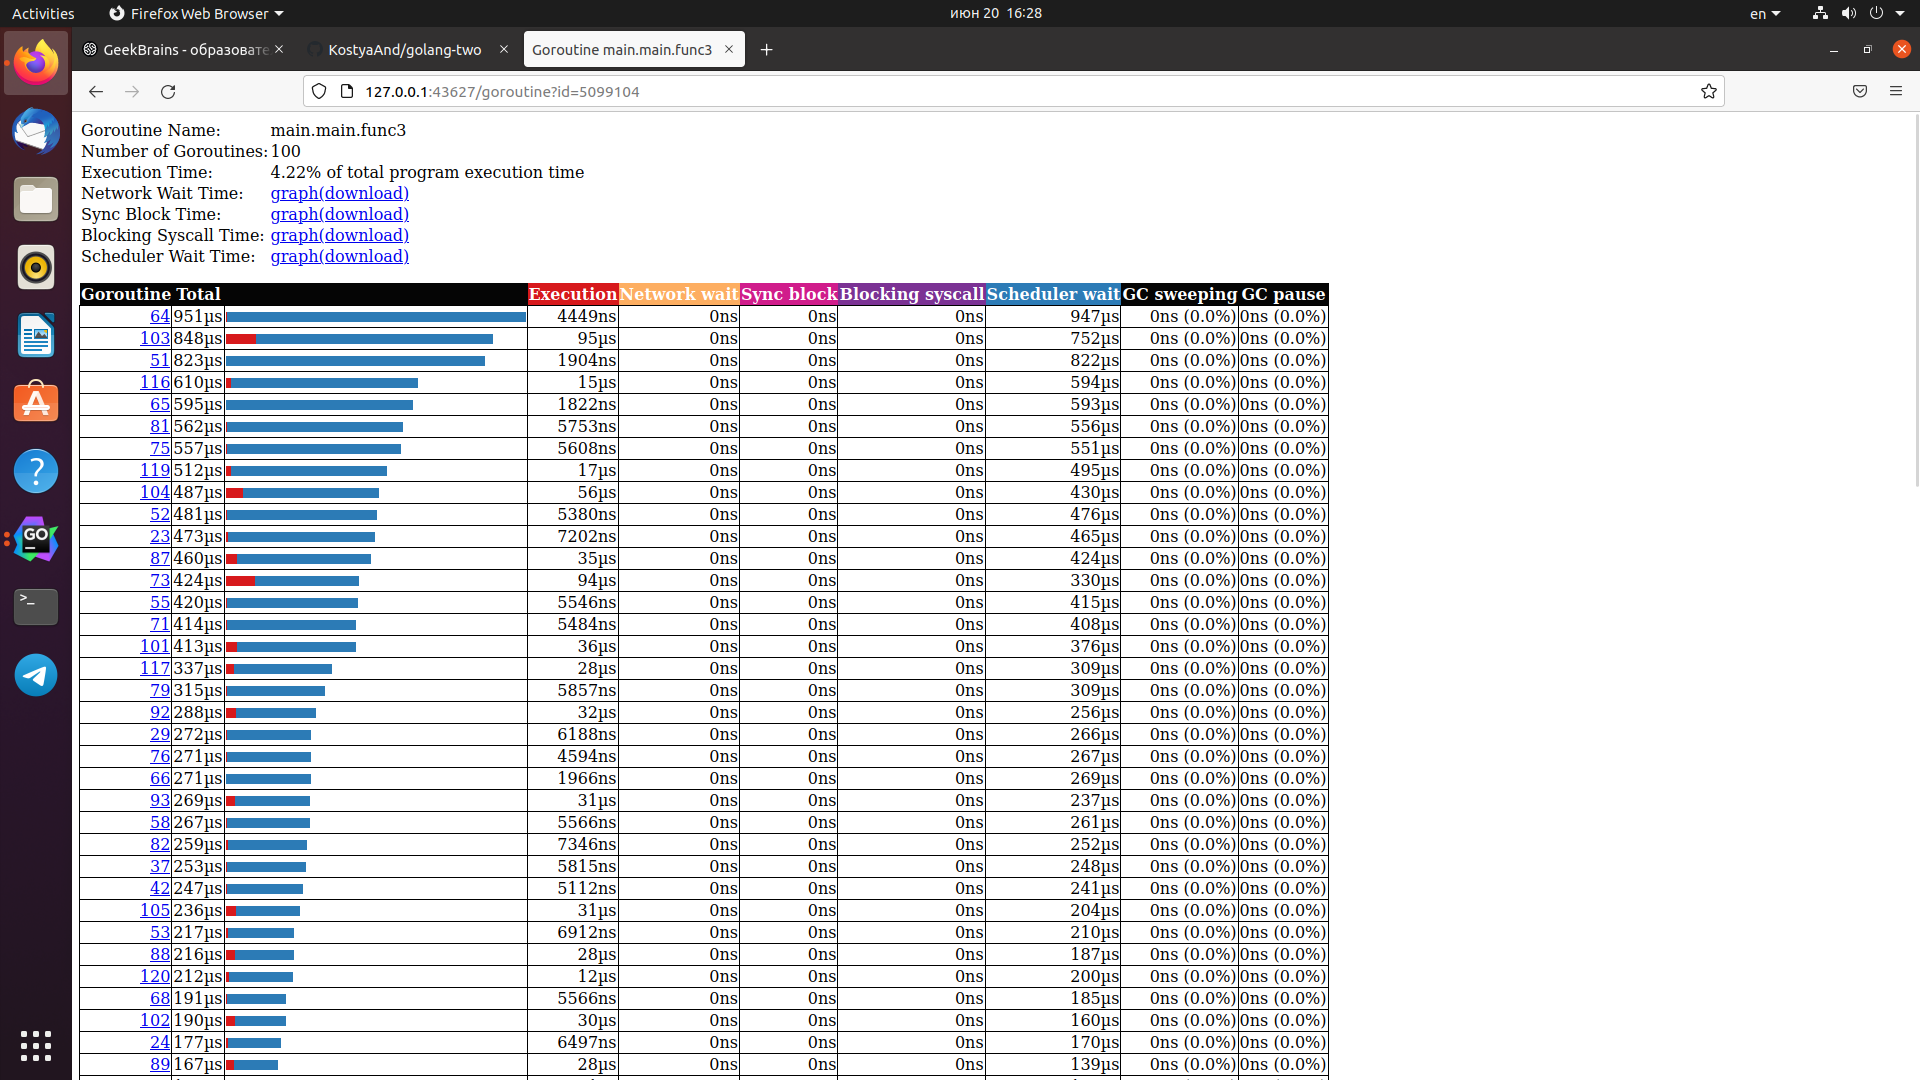 Activities Firefox Web Browser июн 20 16:28 en
GeekBrains - образовате KostyaAnd/golang-two Goroutine main.main.func3
127.0.0.1:43627/goroutine?id=5099104
Goroutine Name: main.main.func3
Number of Goroutines: 100
Execution Time: 4.22% of total program execution time
Network Wait Time: graph(download)
Sync Block Time: graph(download)
Blocking Syscall Time: graph(download)
Scheduler Wait Time: graph(download)
Goroutine Total Execution Network wait Sync block Blocking syscall Scheduler wait GC sweeping GC pause
64 951µs 4449ns 0ns 0ns 0ns 947µs 0ns (0.0%) 0ns (0.0%)
103 848µs 95µs 0ns 0ns 0ns 752µs 0ns (0.0%) 0ns (0.0%)
51 823µs 1904ns 0ns 0ns 0ns 822µs 0ns (0.0%) 0ns (0.0%)
116 610µs 15µs 0ns 0ns 0ns 594µs 0ns (0.0%) 0ns (0.0%)
65 595µs 1822ns 0ns 0ns 0ns 593µs 0ns (0.0%) 0ns (0.0%)
81 562µs 5753ns 0ns 0ns 0ns 556µs 0ns (0.0%) 0ns (0.0%)
75 557µs 5608ns 0ns 0ns 0ns 551µs 0ns (0.0%) 0ns (0.0%)
119 512µs 17µs 0ns 0ns 0ns 495µs 0ns (0.0%) 0ns (0.0%)
104 487µs 56µs 0ns 0ns 0ns 430µs 0ns (0.0%) 0ns (0.0%)
52 481µs 5380ns 0ns 0ns 0ns 476µs 0ns (0.0%) 0ns (0.0%)
23 473µs 7202ns 0ns 0ns 0ns 465µs 0ns (0.0%) 0ns (0.0%)
87 460µs 35µs 0ns 0ns 0ns 424µs 0ns (0.0%) 0ns (0.0%)
73 424µs 94µs 0ns 0ns 0ns 330µs 0ns (0.0%) 0ns (0.0%)
55 420µs 5546ns 0ns 0ns 0ns 415µs 0ns (0.0%) 0ns (0.0%)
71 414µs 5484ns 0ns 0ns 0ns 408µs 0ns (0.0%) 0ns (0.0%)
101 413µs 36µs 0ns 0ns 0ns 376µs 0ns (0.0%) 0ns (0.0%)
117 337µs 28µs 0ns 0ns 0ns 309µs 0ns (0.0%) 0ns (0.0%)
79 315µs 5857ns 0ns 0ns 0ns 309µs 0ns (0.0%) 0ns (0.0%)
92 288µs 32µs 0ns 0ns 0ns 256µs 0ns (0.0%) 0ns (0.0%)
29 272µs 6188ns 0ns 0ns 0ns 266µs 0ns (0.0%) 0ns (0.0%)
76 271µs 4594ns 0ns 0ns 0ns 267µs 0ns (0.0%) 0ns (0.0%)
66 271µs 1966ns 0ns 0ns 0ns 269µs 0ns (0.0%) 0ns (0.0%)
93 269µs 31µs 0ns 0ns 0ns 237µs 0ns (0.0%) 0ns (0.0%)
58 267µs 5566ns 0ns 0ns 0ns 261µs 0ns (0.0%) 0ns (0.0%)
82 259µs 7346ns 0ns 0ns 0ns 252µs 0ns (0.0%) 0ns (0.0%)
37 253µs 5815ns 0ns 0ns 0ns 248µs 0ns (0.0%) 0ns (0.0%)
42 247µs 5112ns 0ns 0ns 0ns 241µs 0ns (0.0%) 0ns (0.0%)
105 236µs 31µs 0ns 0ns 0ns 204µs 0ns (0.0%) 0ns (0.0%)
53 217µs 6912ns 0ns 0ns 0ns 210µs 0ns (0.0%) 0ns (0.0%)
88 216µs 28µs 0ns 0ns 0ns 187µs 0ns (0.0%) 0ns (0.0%)
120 212µs 12µs 0ns 0ns 0ns 200µs 0ns (0.0%) 0ns (0.0%)
68 191µs 5566ns 0ns 0ns 0ns 185µs 0ns (0.0%) 0ns (0.0%)
102 190µs 30µs 0ns 0ns 0ns 160µs 0ns (0.0%) 0ns (0.0%)
24 177µs 6497ns 0ns 0ns 0ns 170µs 0ns (0.0%) 0ns (0.0%)
89 167µs 28µs 0ns 0ns 0ns 139µs 0ns (0.0%) 0ns (0.0%)
GO
>_